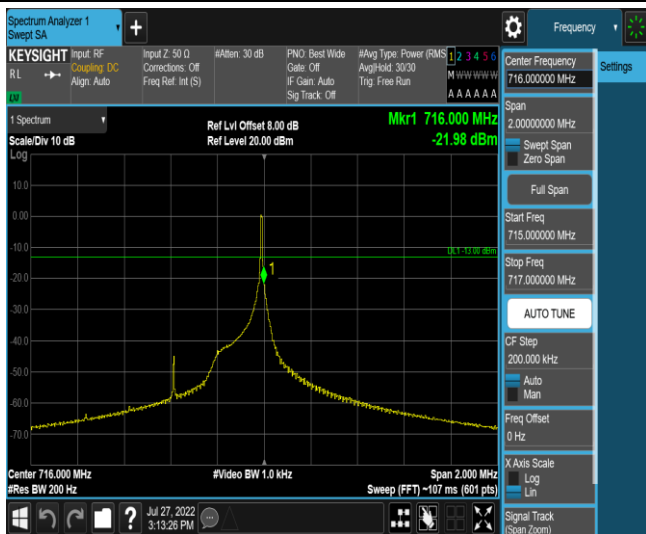 Spectrum Analyzer 1
Swept SA
+
Frequency
KEYSIGHT
Input: RF
Coupling: DC
Align: Auto
Input Z: 50 Ω
Corrections: Off
Freq Ref: Int (S)
#Atten: 30 dB
PNO: Best Wide
Gate: Off
IF Gain: Auto
Sig Track: Off
#Avg Type: Power (RMS
Avg|Hold: 30/30
Trig: Free Run
1 2 3 4 5 6
M W W W W W
A A A A A A
R L
LXI
1 Spectrum
Scale/Div 10 dB
Log
Ref Lvl Offset 8.00 dB
Ref Level 20.00 dBm
Mkr1 716.000 MHz
-21.98 dBm
10.0
0.00
-10.0
-20.0
-30.0
-40.0
-50.0
-60.0
-70.0
DL1 -13.00 dBm
1
Center 716.000 MHz
#Res BW 200 Hz
#Video BW 1.0 kHz
Span 2.000 MHz
Sweep (FFT) ~107 ms (601 pts)
Jul 27, 2022
3:13:26 PM
?
Center Frequency
716.000000 MHz
Settings
Span
2.00000000 MHz
Swept Span
Zero Span
Full Span
Start Freq
715.000000 MHz
Stop Freq
717.000000 MHz
AUTO TUNE
CF Step
200.000 kHz
Auto
Man
Freq Offset
0 Hz
X Axis Scale
Log
Lin
Signal Track
(Span Zoom)